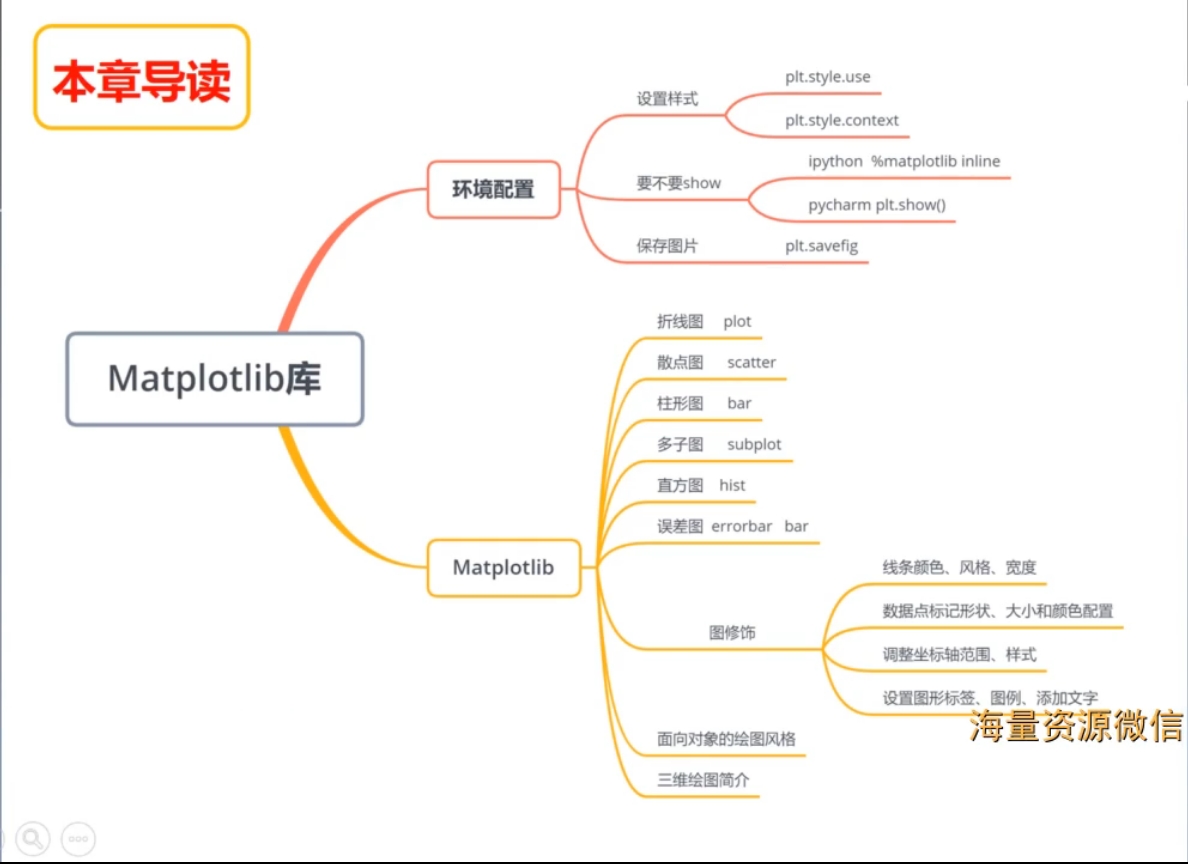 本章导读
Matplotlib库
环境配置
设置样式
plt.style.use
plt.style.context
要不要show
ipython  %matplotlib inline
pycharm plt.show()
保存图片
plt.savefig
Matplotlib
折线图 plot
散点图 scatter
柱形图 bar
多子图 subplot
直方图 hist
误差图 errorbar bar
图修饰
线条颜色、风格、宽度
数据点标记形状、大小和颜色配置
调整坐标轴范围、样式
设置图形标签、图例、添加文字
面向对象的绘图风格
三维绘图简介
海量资源微信